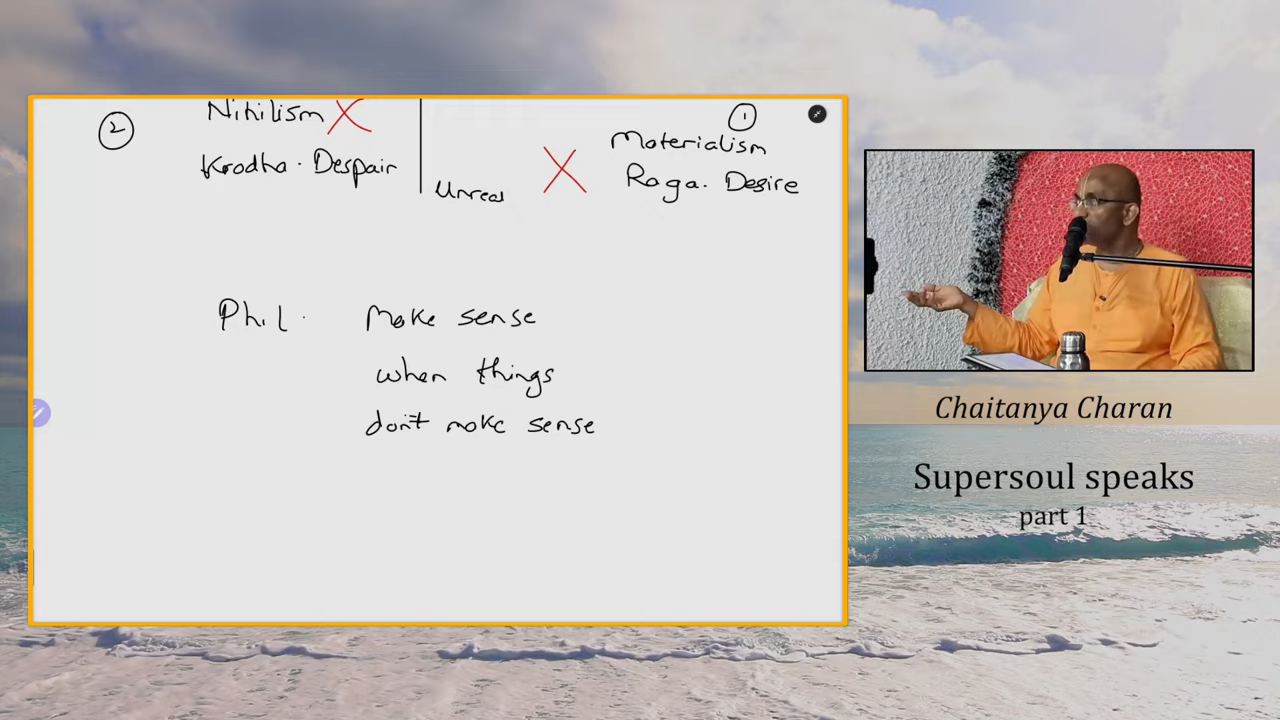 ②
Nihilism
Krodha. Despair
Unreal
①
Materialism
Raga. Desire
Phil.
Make sense
when things
don't make sense
Chaitanya Charan
Supersoul speaks
part 1